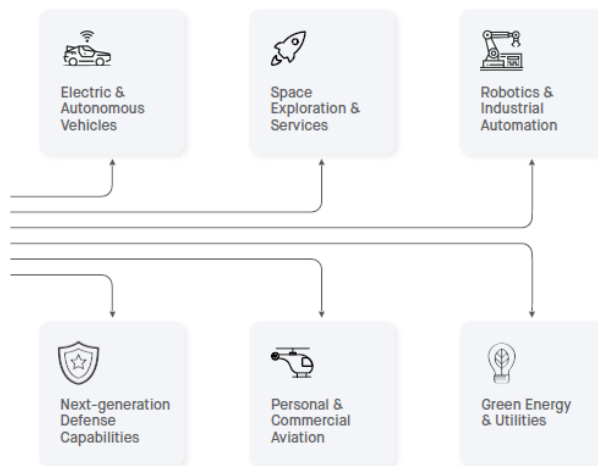 Electric &
Autonomous
Vehicles
Space
Exploration &
Services
Robotics &
Industrial
Automation
Next-generation
Defense
Capabilities
Personal &
Commercial
Aviation
Green Energy
& Utilities